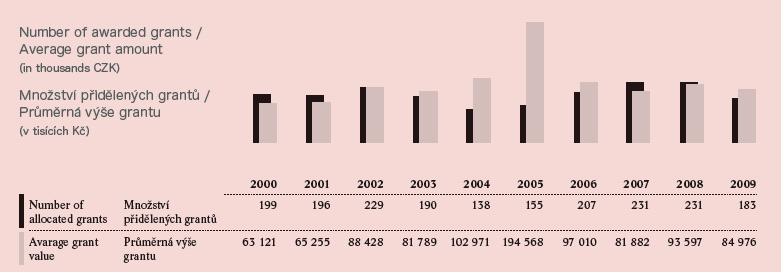 Number of awarded grants /
Average grant amount
(in thousands CZK)
Množství přidělených grantů /
Průměrná výše grantu
(v tisících Kč)
2000 2001 2002 2003 2004 2005 2006 2007 2008 2009
Number of allocated grants Množství přidělených grantů 199 196 229 190 138 155 207 231 231 183
Avarage grant value Průměrná výše grantu 63 121 65 255 88 428 81 789 102 971 194 568 97 010 81 882 93 597 84 976